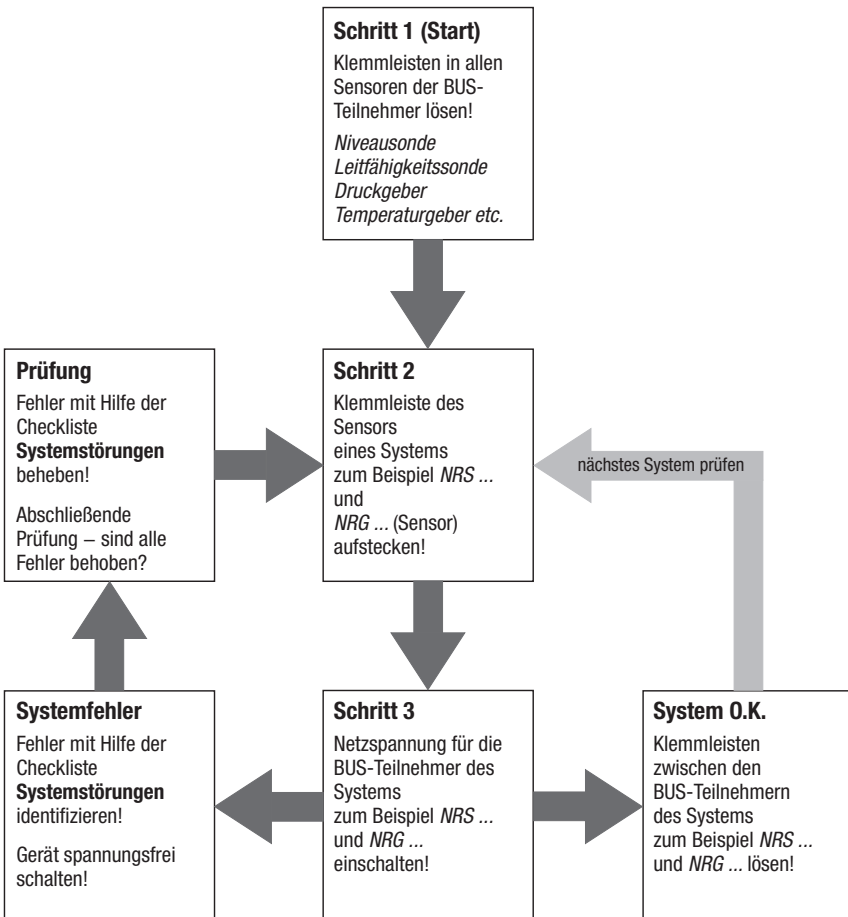 Schritt 1 (Start)
Klemmleisten in allen
Sensoren der BUS-
Teilnehmer lösen!
Niveausonde
Leitfähigkeitssonde
Druckgeber
Temperaturgeber etc.
Prüfung
Fehler mit Hilfe der
Checkliste
Systemstörungen
beheben!
Abschließende
Prüfung – sind alle
Fehler behoben?
Schritt 2
Klemmleiste des
Sensors
eines Systems
zum Beispiel NRS ...
und
NRG ... (Sensor)
aufstecken!
nächstes System prüfen
Systemfehler
Fehler mit Hilfe der
Checkliste
Systemstörungen
identifizieren!
Gerät spannungsfrei
schalten!
Schritt 3
Netzspannung für die
BUS-Teilnehmer des
Systems
zum Beispiel NRS ...
und NRG ...
einschalten!
System O.K.
Klemmleisten
zwischen den
BUS-Teilnehmern
des Systems
zum Beispiel NRS ...
und NRG ... lösen!